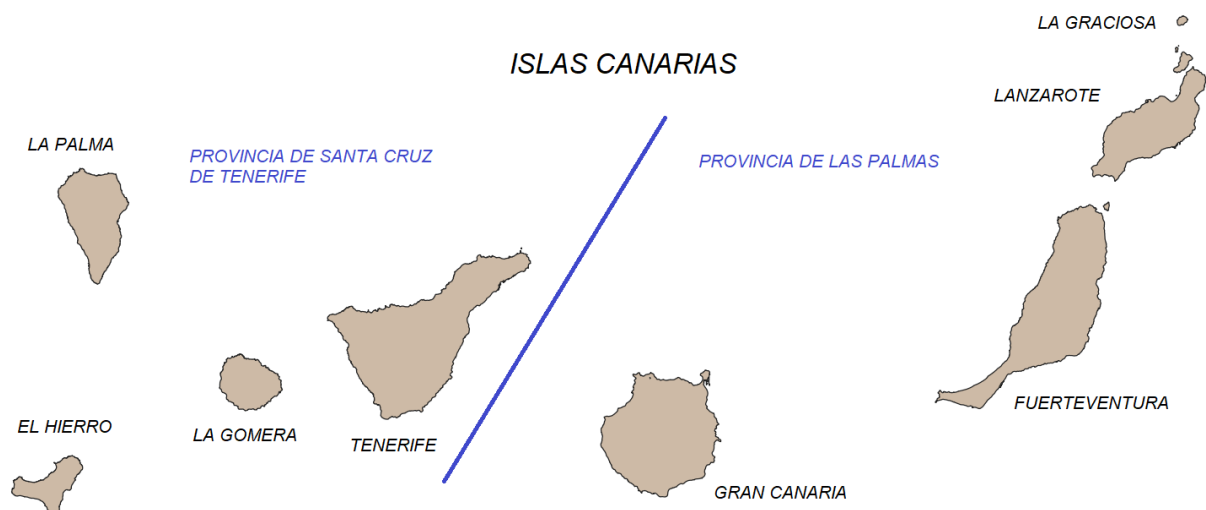 LA GRACIOSA
ISLAS CANARIAS
LANZAROTE
LA PALMA
PROVINCIA DE SANTA CRUZ
DE TENERIFE
PROVINCIA DE LAS PALMAS
FUERTEVENTURA
EL HIERRO
LA GOMERA
TENERIFE
GRAN CANARIA